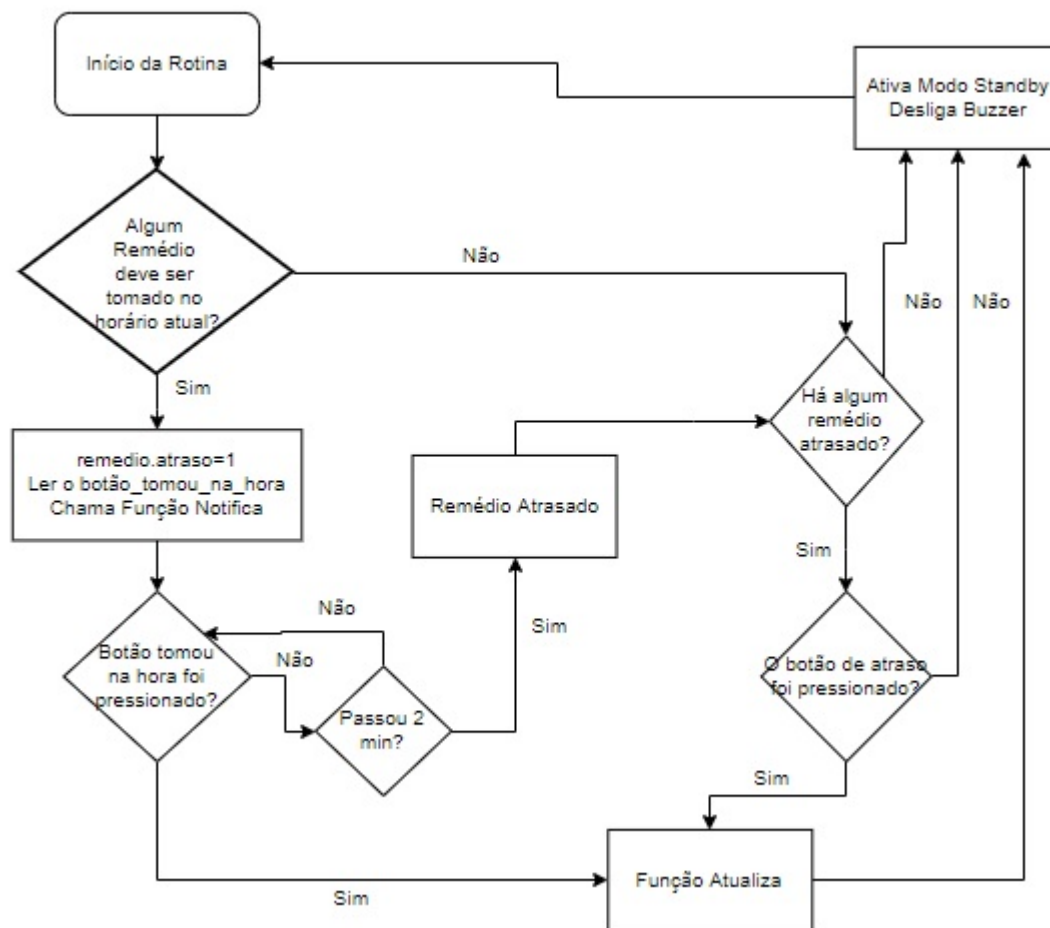 Início da Rotina
Ativa Modo Standby
Desliga Buzzer
Algum
Remédio
deve ser
tomado no
horário atual?
Não
Não
Não
Sim
Há algum
remédio
atrasado?
remedio.atraso=1
Ler o botão_tomou_na_hora
Chama Função Notifica
Remédio Atrasado
Sim
Não
Sim
Botão tomou
na hora foi
pressionado?
Não
Passou 2
min?
O botão de atraso
foi pressionado?
Sim
Sim
Função Atualiza